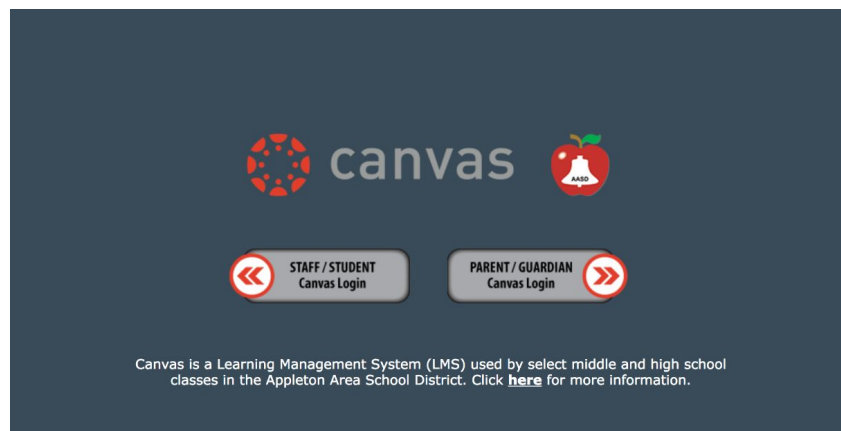 canvas
AASD
STAFF / STUDENT
Canvas Login
PARENT / GUARDIAN
Canvas Login
Canvas is a Learning Management System (LMS) used by select middle and high school
classes in the Appleton Area School District. Click here for more information.